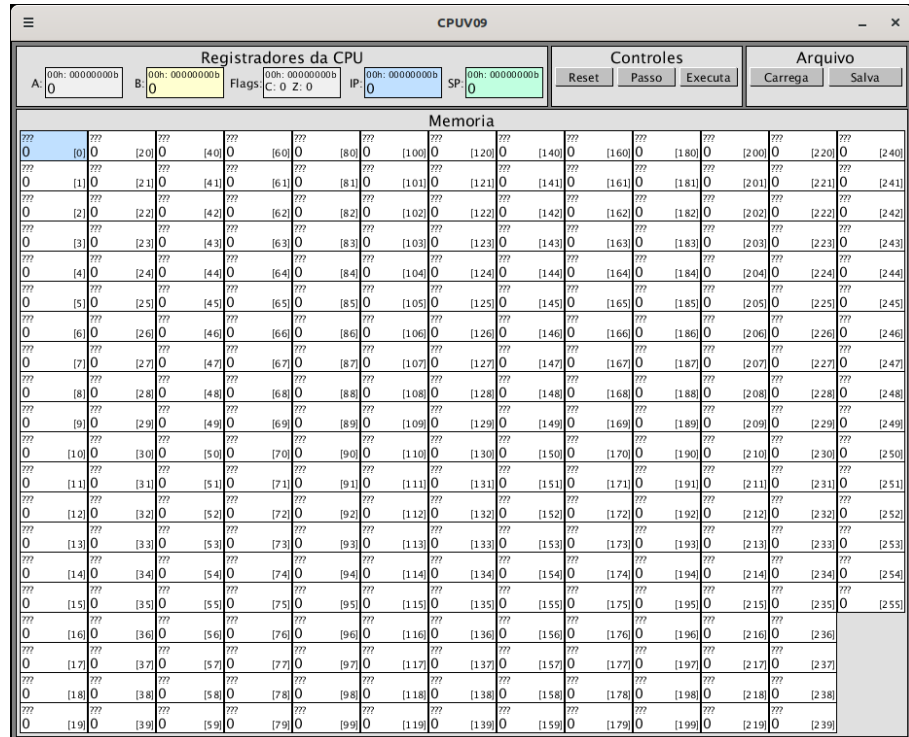 CPUV09
Registradores da CPU
Controles
Arquivo
A: 00h: 00000000b
0
B: 00h: 00000000b
0
Flags: 00h: 00000000b
C: 0 Z: 0
IP: 00h: 00000000b
0
SP: 00h: 00000000b
0
Reset Passo Executa
Carrega Salva
Memoria
??? ??? ??? ??? ??? ??? ??? ??? ??? ??? ??? ??? ???
0 [0] 0 [20] 0 [40] 0 [60] 0 [80] 0 [100] 0 [120] 0 [140] 0 [160] 0 [180] 0 [200] 0 [220] 0 [240]
??? ??? ??? ??? ??? ??? ??? ??? ??? ??? ??? ??? ???
0 [1] 0 [21] 0 [41] 0 [61] 0 [81] 0 [101] 0 [121] 0 [141] 0 [161] 0 [181] 0 [201] 0 [221] 0 [241]
??? ??? ??? ??? ??? ??? ??? ??? ??? ??? ??? ??? ???
0 [2] 0 [22] 0 [42] 0 [62] 0 [82] 0 [102] 0 [122] 0 [142] 0 [162] 0 [182] 0 [202] 0 [222] 0 [242]
??? ??? ??? ??? ??? ??? ??? ??? ??? ??? ??? ??? ???
0 [3] 0 [23] 0 [43] 0 [63] 0 [83] 0 [103] 0 [123] 0 [143] 0 [163] 0 [183] 0 [203] 0 [223] 0 [243]
??? ??? ??? ??? ??? ??? ??? ??? ??? ??? ??? ??? ???
0 [4] 0 [24] 0 [44] 0 [64] 0 [84] 0 [104] 0 [124] 0 [144] 0 [164] 0 [184] 0 [204] 0 [224] 0 [244]
??? ??? ??? ??? ??? ??? ??? ??? ??? ??? ??? ??? ???
0 [5] 0 [25] 0 [45] 0 [65] 0 [85] 0 [105] 0 [125] 0 [145] 0 [165] 0 [185] 0 [205] 0 [225] 0 [245]
??? ??? ??? ??? ??? ??? ??? ??? ??? ??? ??? ??? ???
0 [6] 0 [26] 0 [46] 0 [66] 0 [86] 0 [106] 0 [126] 0 [146] 0 [166] 0 [186] 0 [206] 0 [226] 0 [246]
??? ??? ??? ??? ??? ??? ??? ??? ??? ??? ??? ??? ???
0 [7] 0 [27] 0 [47] 0 [67] 0 [87] 0 [107] 0 [127] 0 [147] 0 [167] 0 [187] 0 [207] 0 [227] 0 [247]
??? ??? ??? ??? ??? ??? ??? ??? ??? ??? ??? ??? ???
0 [8] 0 [28] 0 [48] 0 [68] 0 [88] 0 [108] 0 [128] 0 [148] 0 [168] 0 [188] 0 [208] 0 [228] 0 [248]
??? ??? ??? ??? ??? ??? ??? ??? ??? ??? ??? ??? ???
0 [9] 0 [29] 0 [49] 0 [69] 0 [89] 0 [109] 0 [129] 0 [149] 0 [169] 0 [189] 0 [209] 0 [229] 0 [249]
??? ??? ??? ??? ??? ??? ??? ??? ??? ??? ??? ??? ???
0 [10] 0 [30] 0 [50] 0 [70] 0 [90] 0 [110] 0 [130] 0 [150] 0 [170] 0 [190] 0 [210] 0 [230] 0 [250]
??? ??? ??? ??? ??? ??? ??? ??? ??? ??? ??? ??? ???
0 [11] 0 [31] 0 [51] 0 [71] 0 [91] 0 [111] 0 [131] 0 [151] 0 [171] 0 [191] 0 [211] 0 [231] 0 [251]
??? ??? ??? ??? ??? ??? ??? ??? ??? ??? ??? ??? ???
0 [12] 0 [32] 0 [52] 0 [72] 0 [92] 0 [112] 0 [132] 0 [152] 0 [172] 0 [192] 0 [212] 0 [232] 0 [252]
??? ??? ??? ??? ??? ??? ??? ??? ??? ??? ??? ??? ???
0 [13] 0 [33] 0 [53] 0 [73] 0 [93] 0 [113] 0 [133] 0 [153] 0 [173] 0 [193] 0 [213] 0 [233] 0 [253]
??? ??? ??? ??? ??? ??? ??? ??? ??? ??? ??? ??? ???
0 [14] 0 [34] 0 [54] 0 [74] 0 [94] 0 [114] 0 [134] 0 [154] 0 [174] 0 [194] 0 [214] 0 [234] 0 [254]
??? ??? ??? ??? ??? ??? ??? ??? ??? ??? ??? ??? ???
0 [15] 0 [35] 0 [55] 0 [75] 0 [95] 0 [115] 0 [135] 0 [155] 0 [175] 0 [195] 0 [215] 0 [235] 0 [255]
??? ??? ??? ??? ??? ??? ??? ??? ??? ??? ??? ???
0 [16] 0 [36] 0 [56] 0 [76] 0 [96] 0 [116] 0 [136] 0 [156] 0 [176] 0 [196] 0 [216] 0 [236]
??? ??? ??? ??? ??? ??? ??? ??? ??? ??? ??? ???
0 [17] 0 [37] 0 [57] 0 [77] 0 [97] 0 [117] 0 [137] 0 [157] 0 [177] 0 [197] 0 [217] 0 [237]
??? ??? ??? ??? ??? ??? ??? ??? ??? ??? ??? ???
0 [18] 0 [38] 0 [58] 0 [78] 0 [98] 0 [118] 0 [138] 0 [158] 0 [178] 0 [198] 0 [218] 0 [238]
??? ??? ??? ??? ??? ??? ??? ??? ??? ??? ??? ???
0 [19] 0 [39] 0 [59] 0 [79] 0 [99] 0 [119] 0 [139] 0 [159] 0 [179] 0 [199] 0 [219] 0 [239]